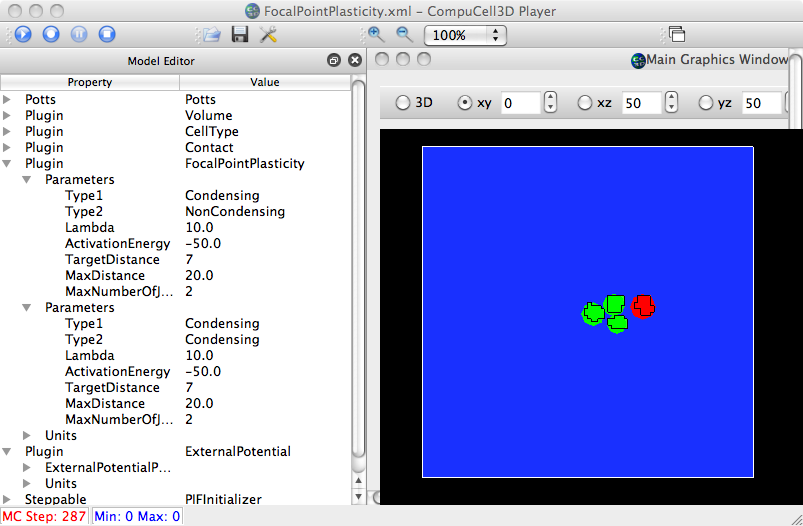 FocalPointPlasticity.xml – CompuCell3D Player
100%
Model Editor
Main Graphics Window
Property Value
3D xy 0 xz 50 yz 50
Potts Potts
Plugin Volume
Plugin CellType
Plugin Contact
Plugin FocalPointPlasticity
Parameters
Type1 Condensing
Type2 NonCondensing
Lambda 10.0
ActivationEnergy -50.0
TargetDistance 7
MaxDistance 20.0
MaxNumberOfJ... 2
Parameters
Type1 Condensing
Type2 Condensing
Lambda 10.0
ActivationEnergy -50.0
TargetDistance 7
MaxDistance 20.0
MaxNumberOfJ... 2
Units
Plugin ExternalPotential
ExternalPotentialP...
Units
Steppable PIFInitializer
MC Step: 287 Min: 0 Max: 0